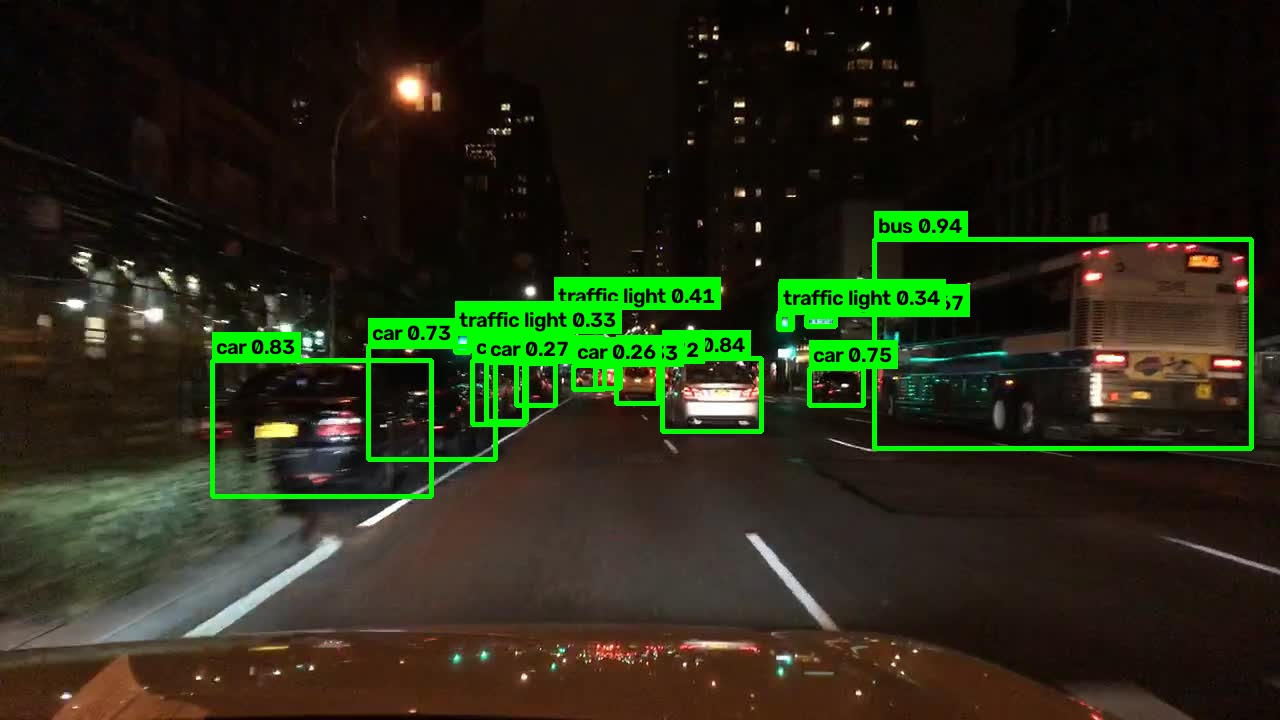 bus 0.94
traffic light 0.41
traffic light 0.34
67
traffic light 0.33
car 0.73
car 0.83
car 0.27
car 0.26
0.84
car 0.75